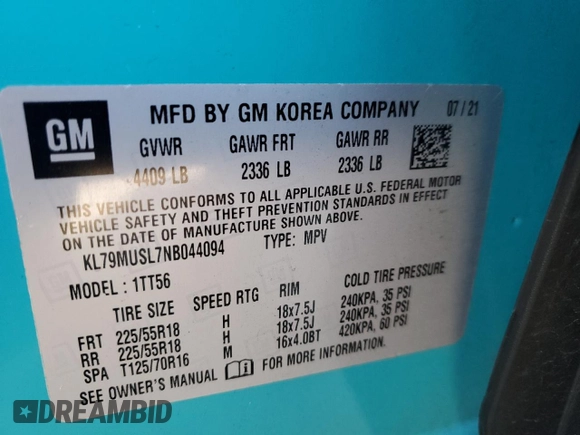 GM
MFD BY GM KOREA COMPANY 07/21
GVWR GAWR FRT GAWR RR
4409 LB 2336 LB 2336 LB
THIS VEHICLE CONFORMS TO ALL APPLICABLE U.S. FEDERAL MOTOR
VEHICLE SAFETY AND THEFT PREVENTION STANDARDS IN EFFECT
ON THE DATE OF MANUFACTURE SHOWN ABOVE.
KL79MUSL7NB044094 TYPE: MPV
MODEL: 1TT56
TIRE SIZE SPEED RTG RIM COLD TIRE PRESSURE
FRT 225/55R18 H 18x7.5J 240KPA, 35 PSI
RR 225/55R18 H 18x7.5J 240KPA, 35 PSI
SPA T125/70R16 M 16x4.0BT 420KPA, 60 PSI
SEE OWNER'S MANUAL FOR MORE INFORMATION
DREAMBID